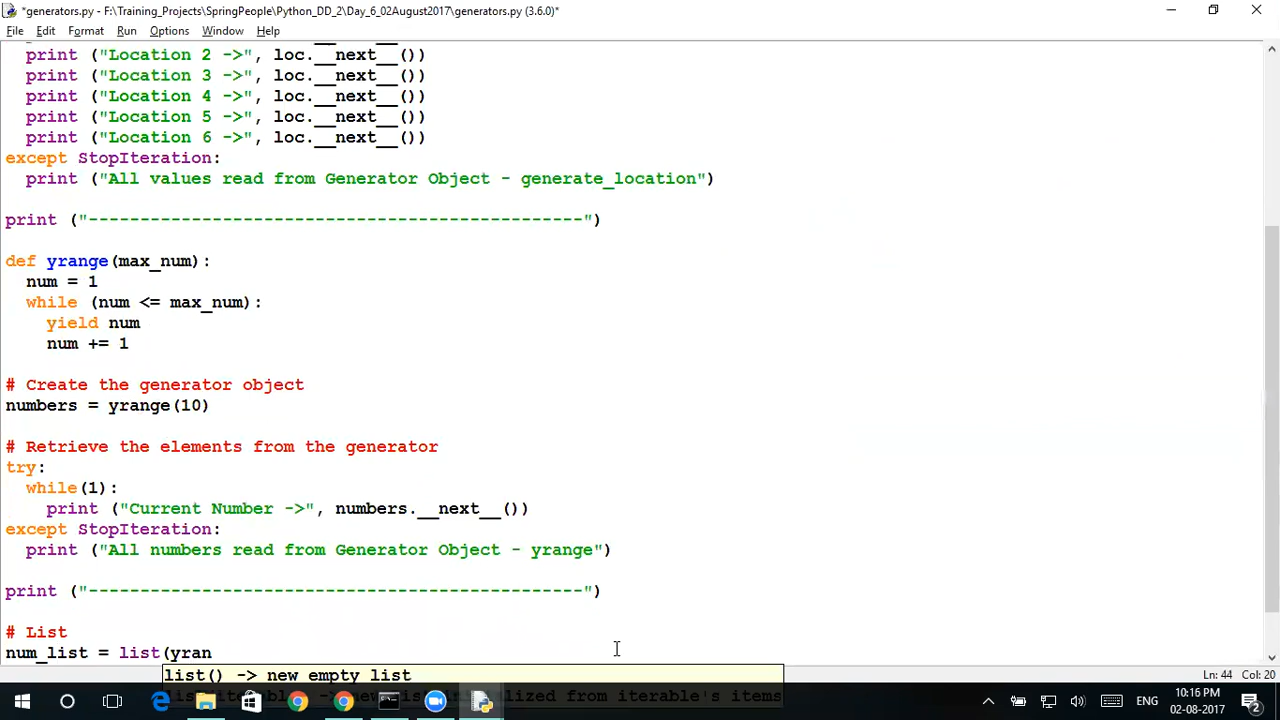 *generators.py - F:\Training_Projects\SpringPeople\Python_DD_2\Day_6_02August2017\generators.py (3.6.0)*
File Edit Format Run Options Window Help
print ("Location 2 ->", loc.__next__())
print ("Location 3 ->", loc.__next__())
print ("Location 4 ->", loc.__next__())
print ("Location 5 ->", loc.__next__())
print ("Location 6 ->", loc.__next__())
except StopIteration:
print ("All values read from Generator Object - generate_location")
print ("------------------------------------------------")
def yrange(max_num):
num = 1
while (num <= max_num):
yield num
num += 1
# Create the generator object
numbers = yrange(10)
# Retrieve the elements from the generator
try:
while(1):
print ("Current Number ->", numbers.__next__())
except StopIteration:
print ("All numbers read from Generator Object - yrange")
print ("------------------------------------------------")
# List
num_list = list(yran
list() -> new empty list
iterable's items
Ln: 44 Col: 20
ENG
10:16 PM
02-08-2017
2